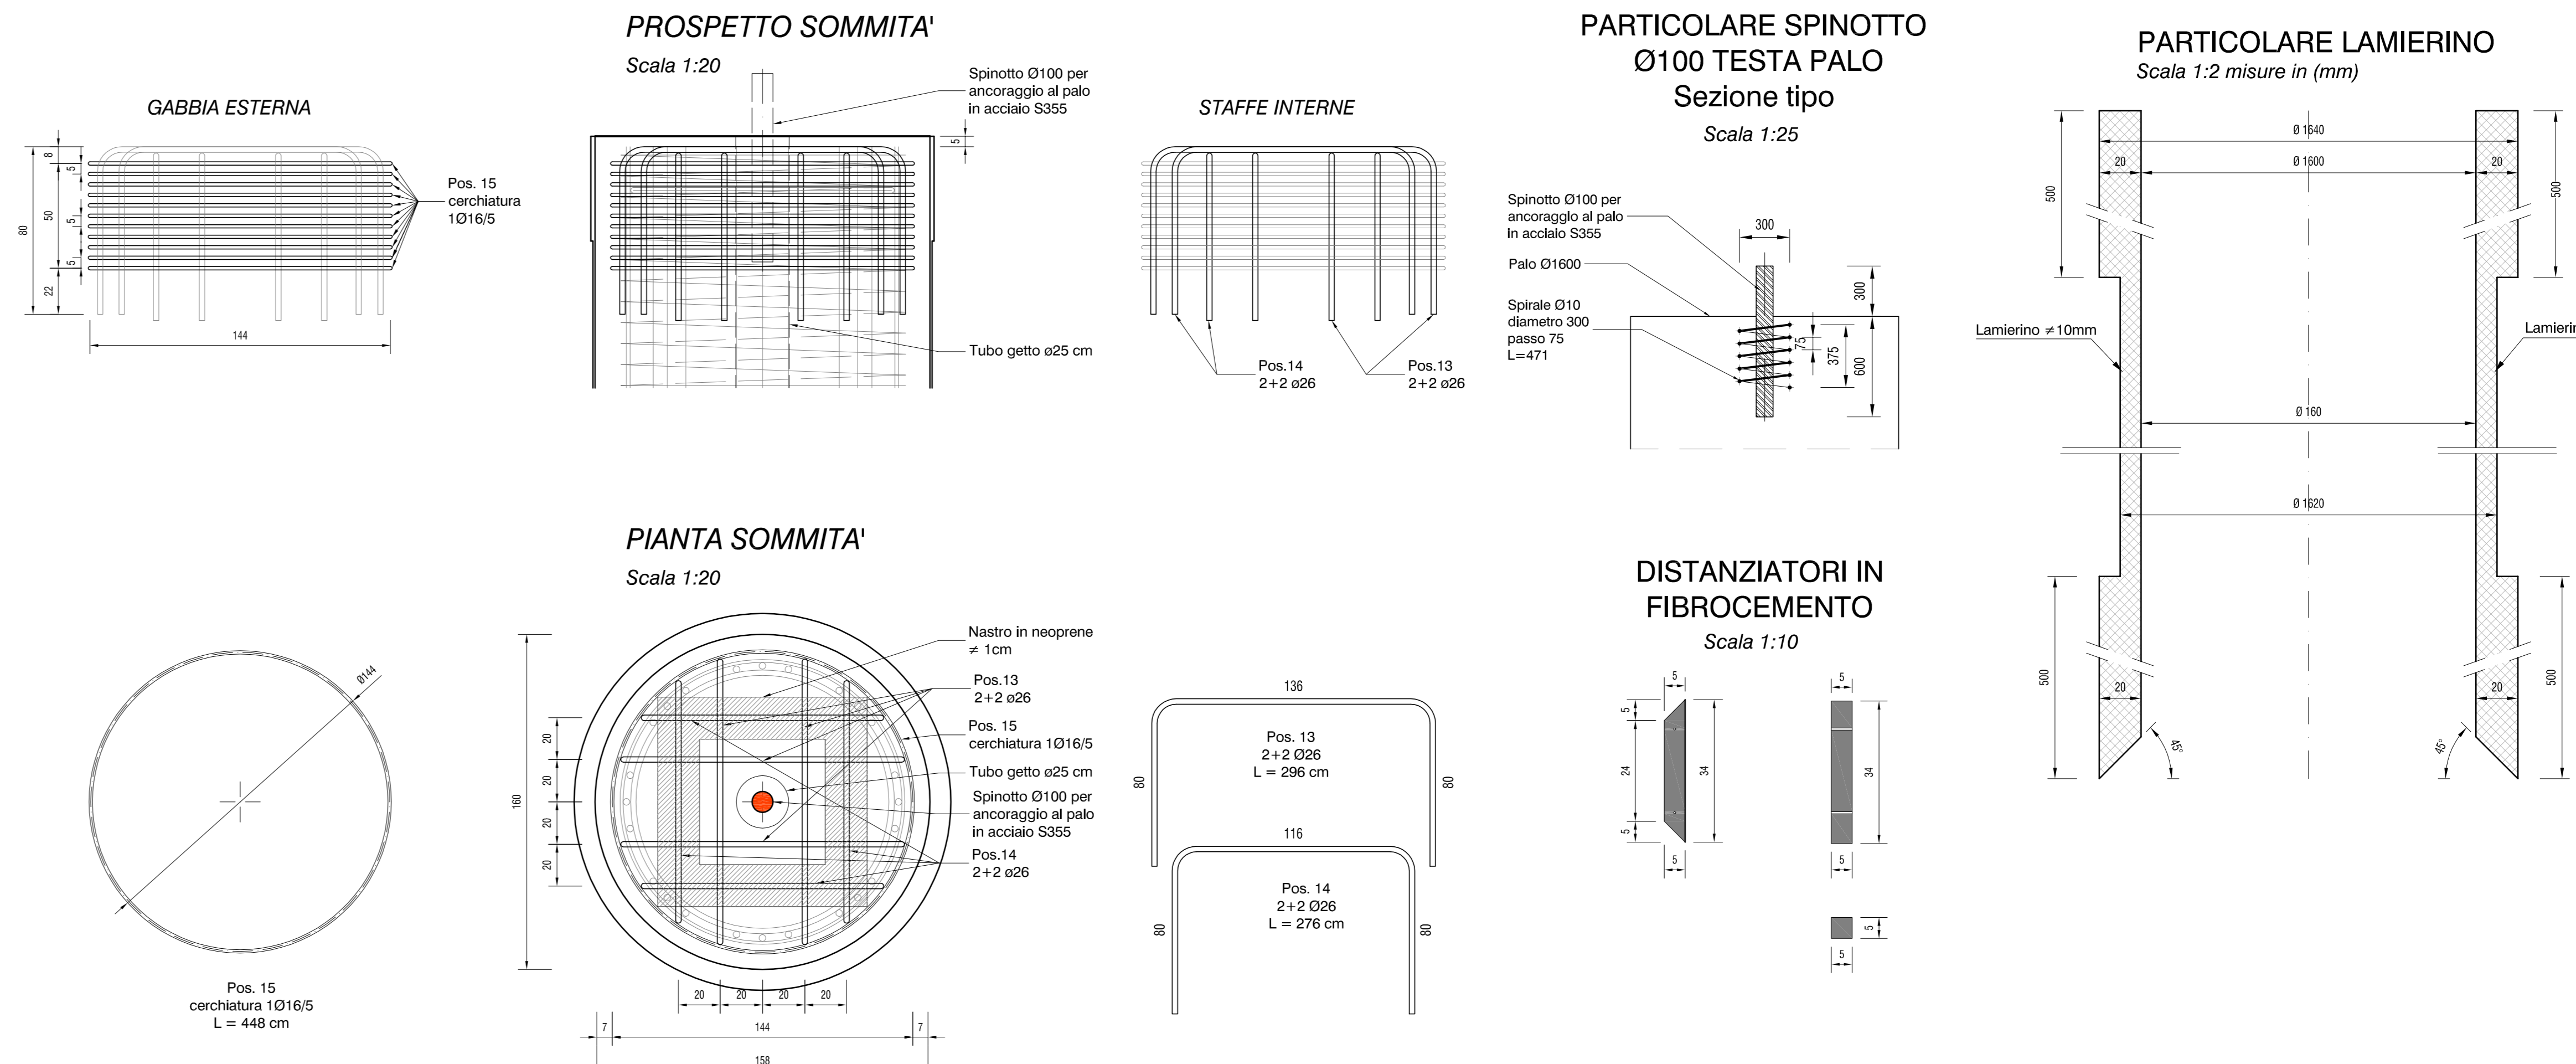 PROSPETTO SOMMITA'
Scala 1:20
GABBIA ESTERNA
80
8
50
22
5
5
5
144
Pos. 15
cerchiatura
1Ø16/5
Spinotto Ø100 per
ancoraggio al palo
in acciaio S355
5
Tubo getto ø25 cm
STAFFE INTERNE
Pos.14
2+2 ø26
Pos.13
2+2 ø26
PARTICOLARE SPINOTTO
Ø100 TESTA PALO
Sezione tipo
Scala 1:25
Spinotto Ø100 per
ancoraggio al palo
in acciaio S355
Palo Ø1600
Spirale Ø10
diametro 300
passo 75
L=471
300
300
75
375
600
PARTICOLARE LAMIERINO
Scala 1:2 misure in (mm)
Ø 1640
20
Ø 1600
20
500
500
Lamierino ≠10mm
Lamierin
Ø 160
Ø 1620
500
20
20
500
45°
45°
Ø144
Pos. 15
cerchiatura 1Ø16/5
L = 448 cm
PIANTA SOMMITA'
Scala 1:20
Nastro in neoprene
≠ 1cm
Pos.13
2+2 ø26
Pos. 15
cerchiatura 1Ø16/5
Tubo getto ø25 cm
Spinotto Ø100 per
ancoraggio al palo
in acciaio S355
Pos.14
2+2 ø26
160
20
20
20
20
20
20
20
20
7
144
7
158
136
Pos. 13
2+2 Ø26
L = 296 cm
80
80
116
Pos. 14
2+2 Ø26
L = 276 cm
80
80
DISTANZIATORI IN
FIBROCEMENTO
Scala 1:10
5
5
24
5
34
5
5
34
5
5
5